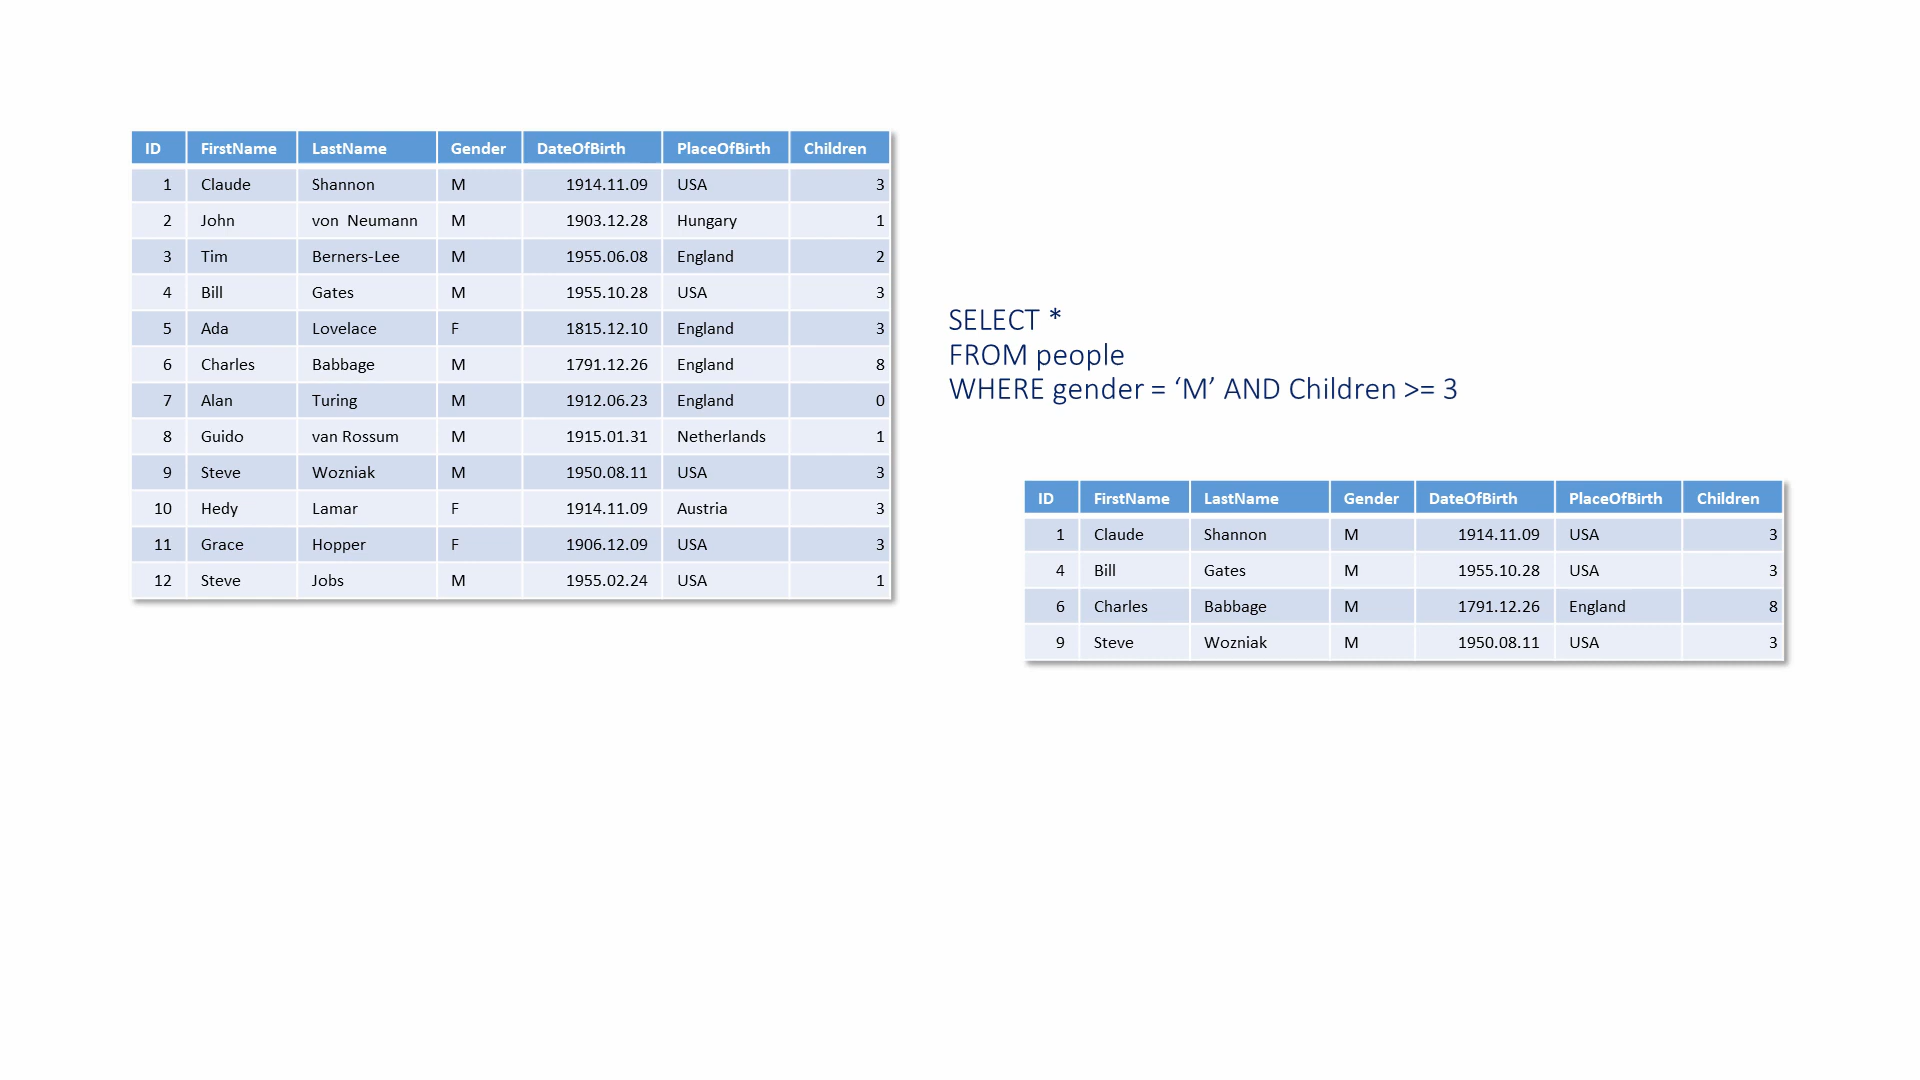 ID FirstName LastName Gender DateOfBirth PlaceOfBirth Children
1 Claude Shannon M 1914.11.09 USA 3
2 John von Neumann M 1903.12.28 Hungary 1
3 Tim Berners-Lee M 1955.06.08 England 2
4 Bill Gates M 1955.10.28 USA 3
5 Ada Lovelace F 1815.12.10 England 3
6 Charles Babbage M 1791.12.26 England 8
7 Alan Turing M 1912.06.23 England 0
8 Guido van Rossum M 1915.01.31 Netherlands 1
9 Steve Wozniak M 1950.08.11 USA 3
10 Hedy Lamar F 1914.11.09 Austria 3
11 Grace Hopper F 1906.12.09 USA 3
12 Steve Jobs M 1955.02.24 USA 1
SELECT *
FROM people
WHERE gender = ‘M’ AND Children >= 3
ID FirstName LastName Gender DateOfBirth PlaceOfBirth Children
1 Claude Shannon M 1914.11.09 USA 3
4 Bill Gates M 1955.10.28 USA 3
6 Charles Babbage M 1791.12.26 England 8
9 Steve Wozniak M 1950.08.11 USA 3